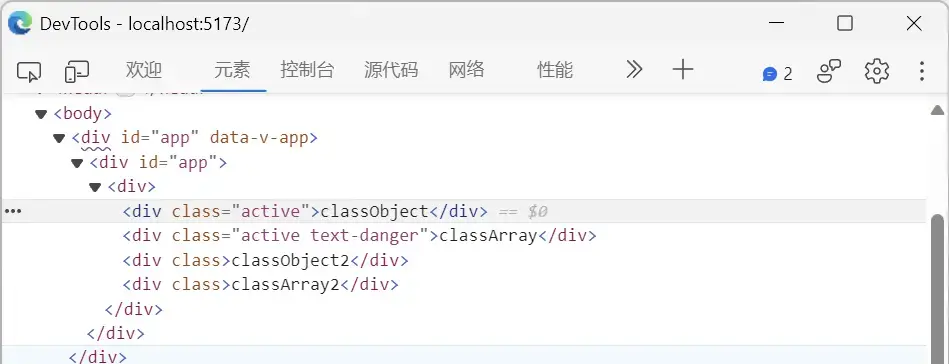 DevTools - localhost:5173/
欢迎 元素 控制台 源代码 网络 性能 2
<body>
<div id="app" data-v-app>
<div id="app">
<div>
<div class="active">classObject</div> == $0
<div class="active text-danger">classArray</div>
<div class>classObject2</div>
<div class>classArray2</div>
</div>
</div>
</div>